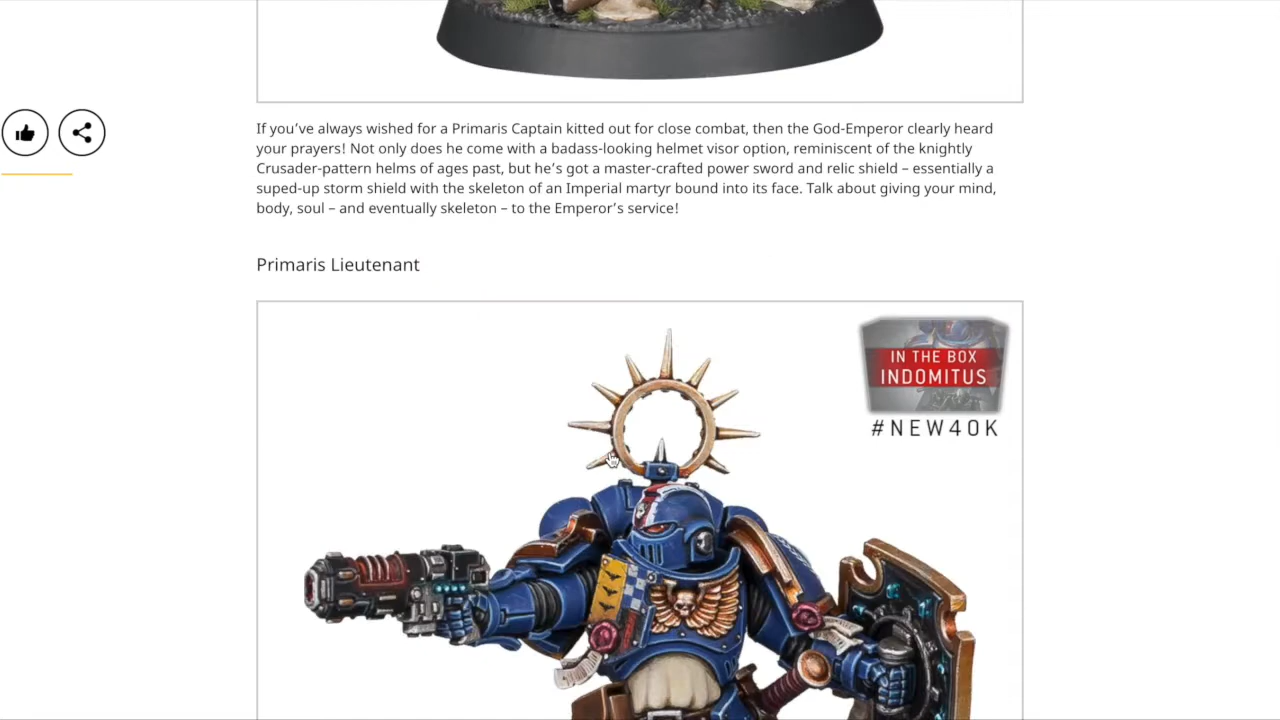 If you’ve always wished for a Primaris Captain kitted out for close combat, then the God-Emperor clearly heard
your prayers! Not only does he come with a badass-looking helmet visor option, reminiscent of the knightly
Crusader-pattern helms of ages past, but he’s got a master-crafted power sword and relic shield – essentially a
suped-up storm shield with the skeleton of an Imperial martyr bound into its face. Talk about giving your mind,
body, soul – and eventually skeleton – to the Emperor’s service!
Primaris Lieutenant
IN THE BOX
INDOMITUS
#NEW40K